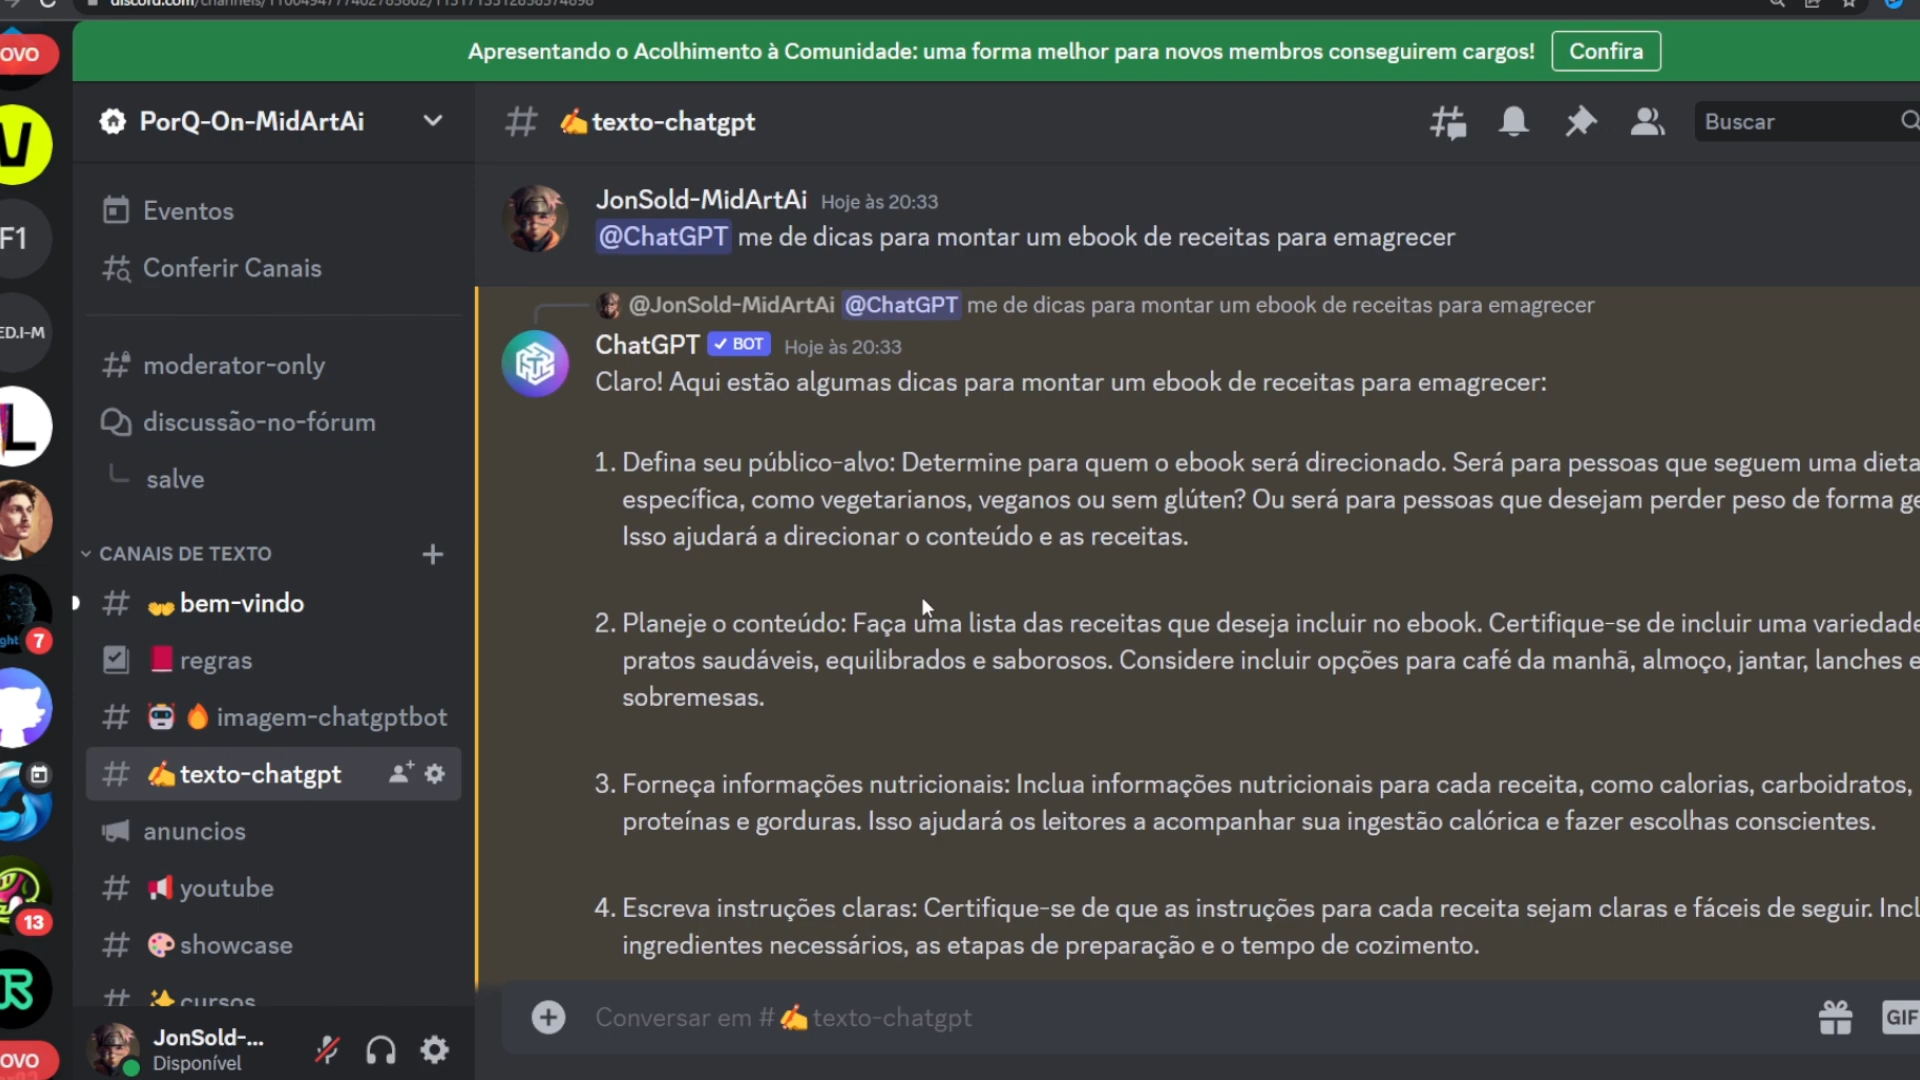 Apresentando o Acolhimento à Comunidade: uma forma melhor para novos membros conseguirem cargos! Confira
OVO
F1
ED.I-M
L
7
13
OVO
PorQ-On-MidArtAi
Eventos
Conferir Canais
moderator-only
discussão-no-fórum
salve
CANAIS DE TEXTO
bem-vindo
regras
imagem-chatgptbot
texto-chatgpt
anuncios
youtube
showcase
cursos
JonSold-...
Disponível
texto-chatgpt
Buscar
JonSold-MidArtAi Hoje às 20:33
@ChatGPT me de dicas para montar um ebook de receitas para emagrecer
@JonSold-MidArtAi @ChatGPT me de dicas para montar um ebook de receitas para emagrecer
ChatGPT BOT Hoje às 20:33
Claro! Aqui estão algumas dicas para montar um ebook de receitas para emagrecer:
1. Defina seu público-alvo: Determine para quem o ebook será direcionado. Será para pessoas que seguem uma dieta
específica, como vegetarianos, veganos ou sem glúten? Ou será para pessoas que desejam perder peso de forma ge
Isso ajudará a direcionar o conteúdo e as receitas.
2. Planeje o conteúdo: Faça uma lista das receitas que deseja incluir no ebook. Certifique-se de incluir uma variedade
pratos saudáveis, equilibrados e saborosos. Considere incluir opções para café da manhã, almoço, jantar, lanches e
sobremesas.
3. Forneça informações nutricionais: Inclua informações nutricionais para cada receita, como calorias, carboidratos,
proteínas e gorduras. Isso ajudará os leitores a acompanhar sua ingestão calórica e fazer escolhas conscientes.
4. Escreva instruções claras: Certifique-se de que as instruções para cada receita sejam claras e fáceis de seguir. Incl
ingredientes necessários, as etapas de preparação e o tempo de cozimento.
Conversar em # texto-chatgpt
GIF